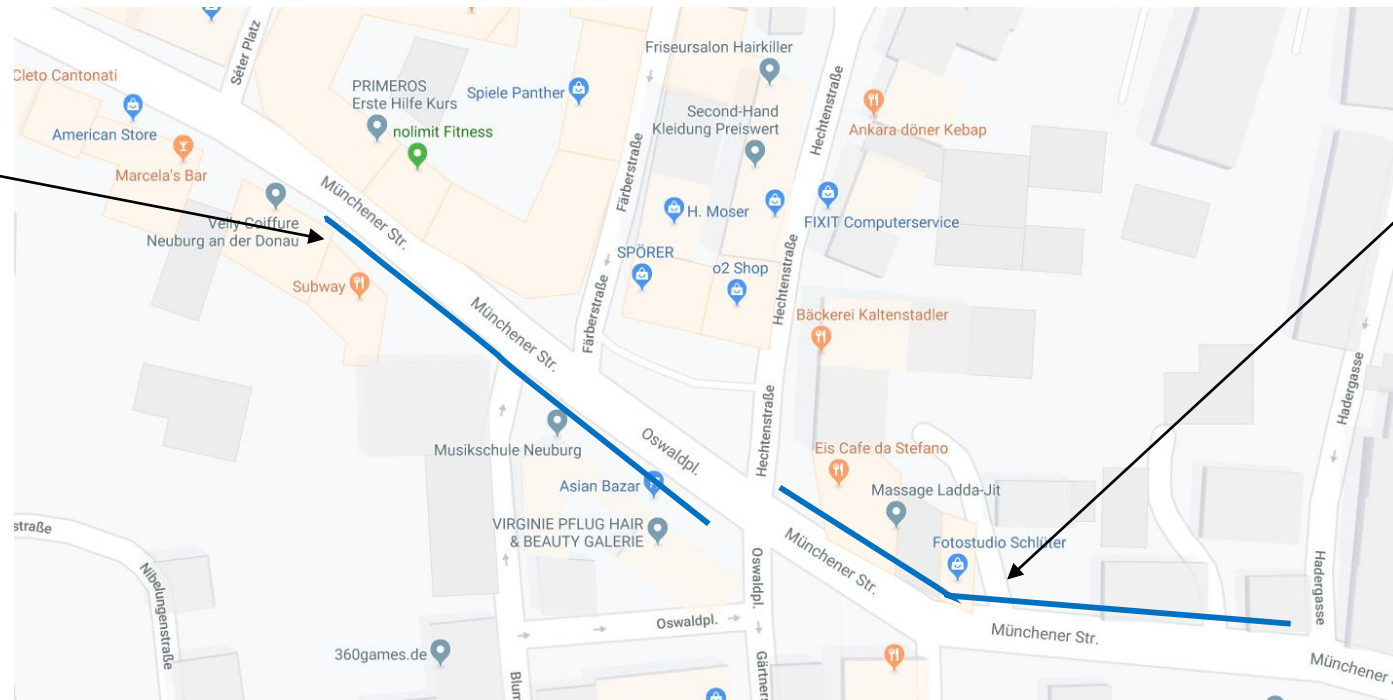 Séter Platz
Cleto Cantonati
American Store
Marcela's Bar
PRIMEROS
Erste Hilfe Kurs
nolimit Fitness
Spiele Panther
Friseursalon Hairkiller
Second-Hand
Kleidung Preiswert
Hechtenstraße
Ankara döner Kebap
Velly Coiffure
Neuburg an der Donau
Münchener Str.
Färberstraße
H. Moser
FIXIT Computerservice
Subway
SPÖRER
o2 Shop
Hechtenstraße
Münchener Str.
Färberstraße
Bäckerei Kaltenstadler
Hadergasse
Musikschule Neuburg
Oswaldpl.
Hechtenstraße
Eis Cafe da Stefano
Asian Bazar
Massage Ladda-Jit
VIRGINIE PFLUG HAIR
& BEAUTY GALERIE
straße
Nibelungenstraße
Münchener Str.
Fotostudio Schlüter
Oswaldpl.
Hadergasse
Oswaldpl.
Münchener Str.
360games.de
Münchener
Blum
Gärtners